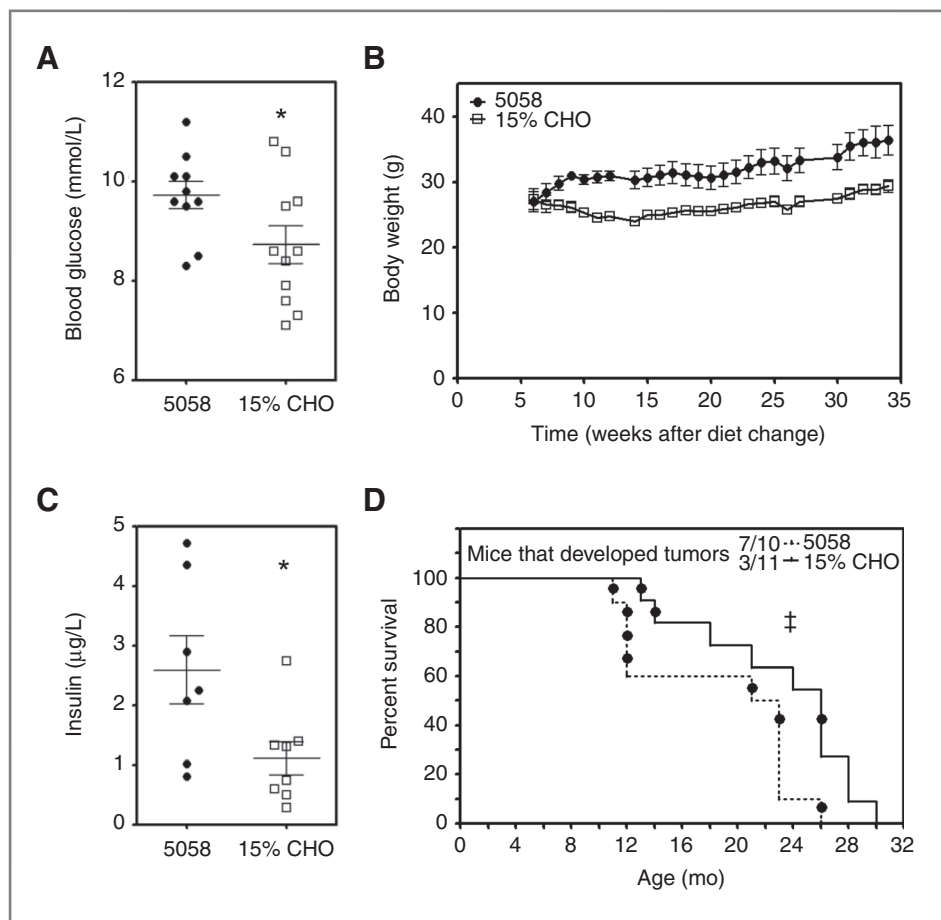 A
Blood glucose (mmol/L)
12
10
8
6
*
5058
15% CHO
B
Body weight (g)
5058
15% CHO
40
30
20
10
0
0 5 10 15 20 25 30 35
Time (weeks after diet change)
C
Insulin (μg/L)
5
4
3
2
1
0
*
5058
15% CHO
D
Percent survival
Mice that developed tumors
7/10 5058
3/11 15% CHO
‡
100
80
60
40
20
0
0 4 8 12 16 20 24 28 32
Age (mo)